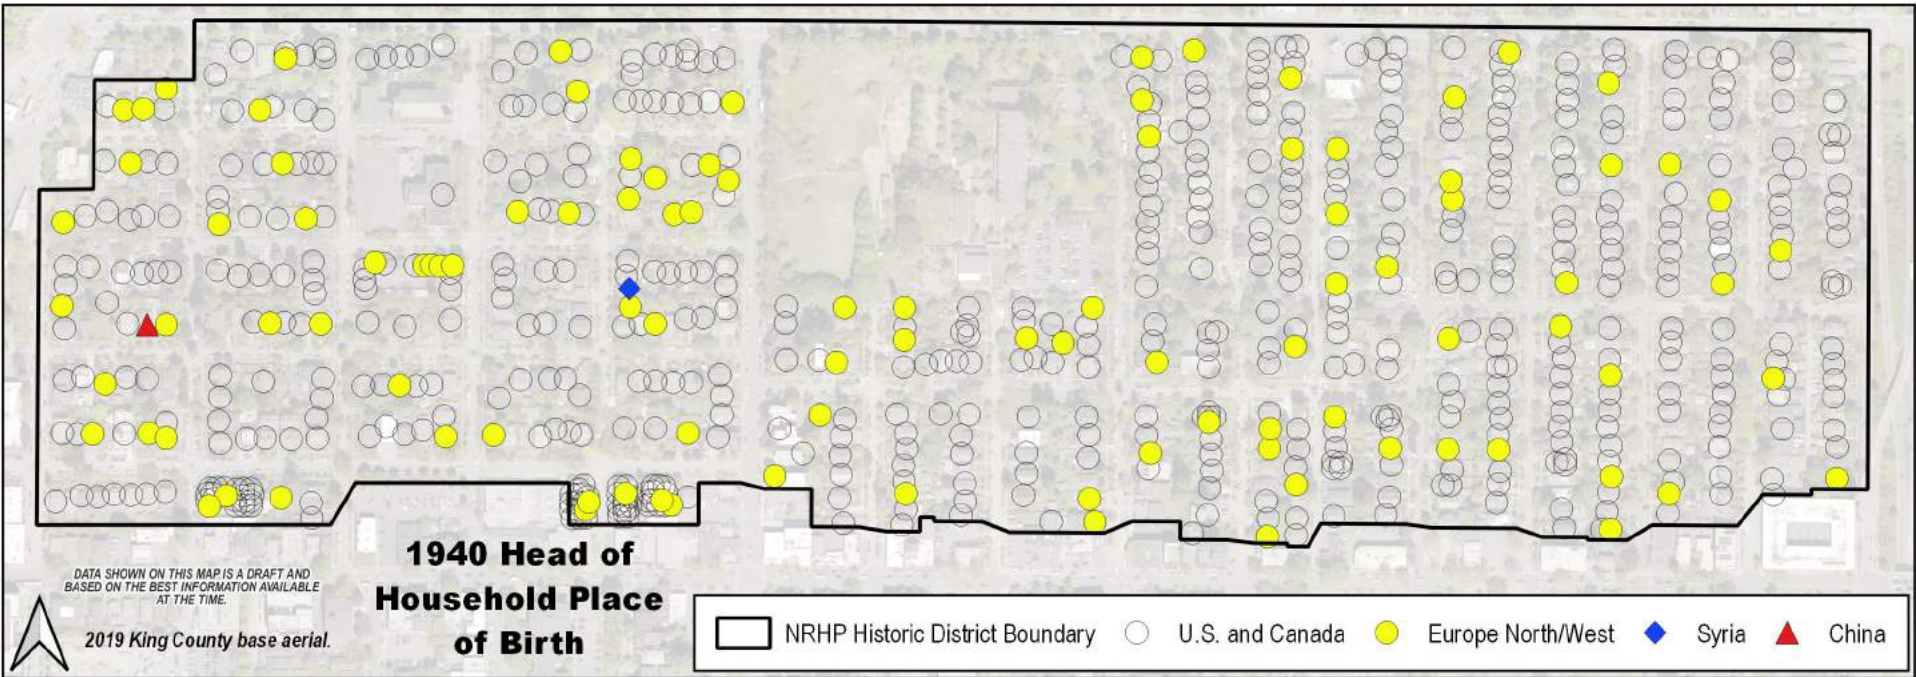 DATA SHOWN ON THIS MAP IS A DRAFT AND
BASED ON THE BEST INFORMATION AVAILABLE
AT THE TIME.
2019 King County base aerial.
1940 Head of
Household Place
of Birth
NRHP Historic District Boundary
U.S. and Canada
Europe North/West
Syria
China